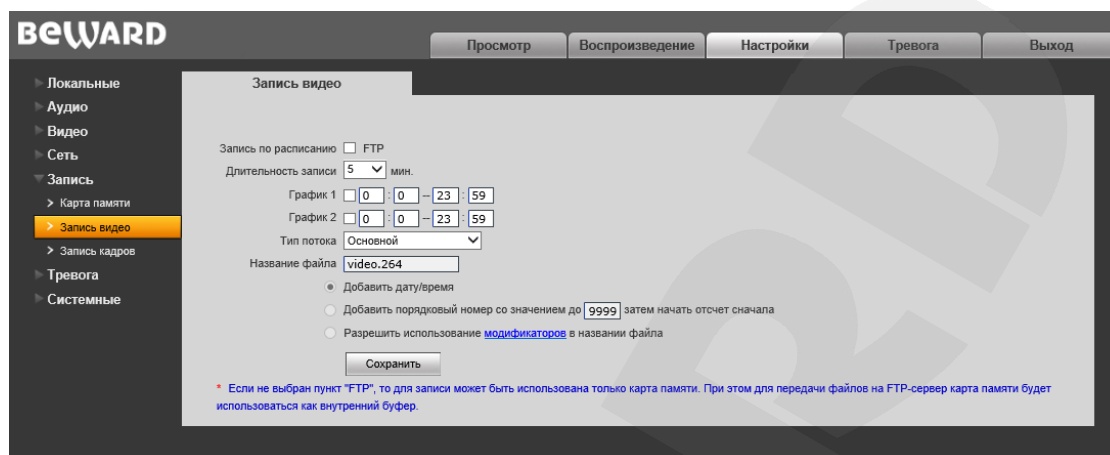 BEWARD
Просмотр Воспроизведение Настройки Тревога Выход
Локальные
Аудио
Видео
Сеть
Запись
Карта памяти
Запись видео
Запись кадров
Тревога
Системные
Запись видео
Запись по расписанию FTP
Длительность записи 5 мин.
График 1 0 : 0 – 23 : 59
График 2 0 : 0 – 23 : 59
Тип потока Основной
Название файла video.264
Добавить дату/время
Добавить порядковый номер со значением до 9999 затем начать отсчет сначала
Разрешить использование модификаторов в названии файла
Сохранить
* Если не выбран пункт "FTP", то для записи может быть использована только карта памяти. При этом для передачи файлов на FTP-сервер карта памяти будет
использоваться как внутренний буфер.